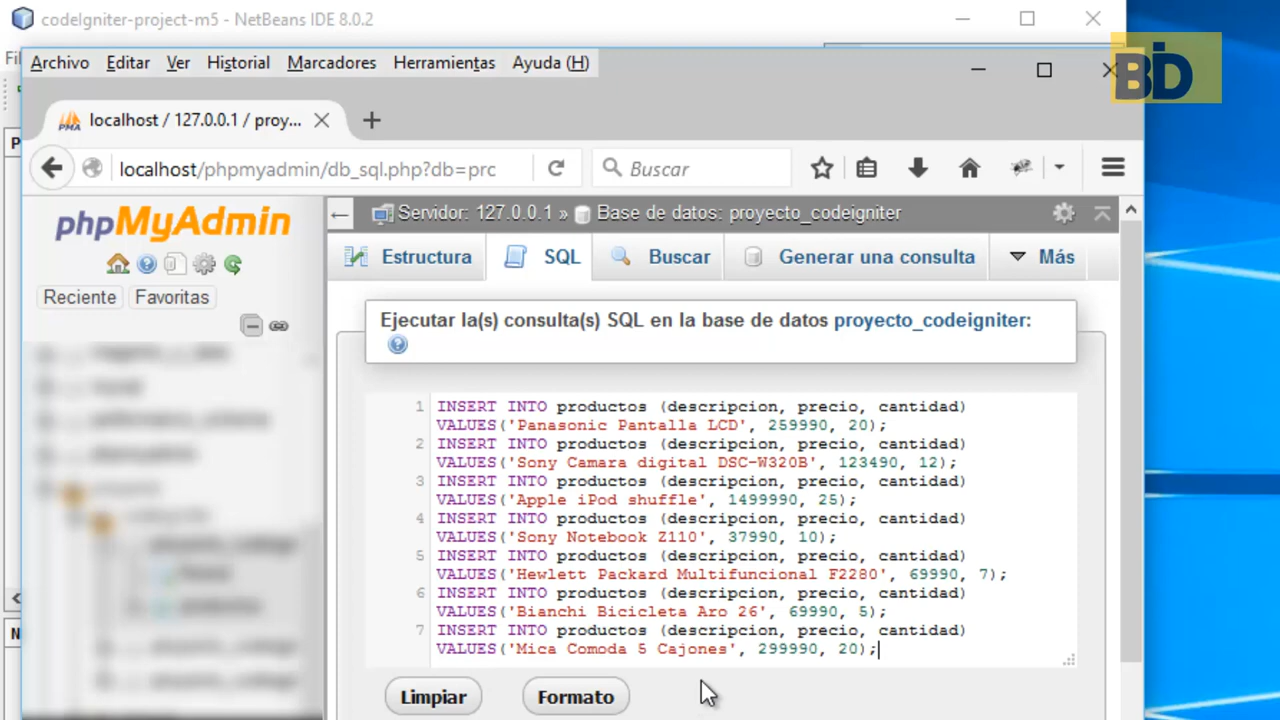 codeIgniter-project-m5 - NetBeans IDE 8.0.2
Archivo Editar Ver Historial Marcadores Herramientas Ayuda (H)
BID
PMA localhost / 127.0.0.1 / proy...
localhost/phpmyadmin/db_sql.php?db=prc
Buscar
phpMyAdmin
Reciente Favoritas
Servidor: 127.0.0.1 » Base de datos: proyecto_codeigniter
Estructura SQL Buscar Generar una consulta Más
Ejecutar la(s) consulta(s) SQL en la base de datos proyecto_codeigniter:
1 INSERT INTO productos (descripcion, precio, cantidad)
VALUES('Panasonic Pantalla LCD', 259990, 20);
2 INSERT INTO productos (descripcion, precio, cantidad)
VALUES('Sony Camara digital DSC-W320B', 123490, 12);
3 INSERT INTO productos (descripcion, precio, cantidad)
VALUES('Apple iPod shuffle', 1499990, 25);
4 INSERT INTO productos (descripcion, precio, cantidad)
VALUES('Sony Notebook Z110', 37990, 10);
5 INSERT INTO productos (descripcion, precio, cantidad)
VALUES('Hewlett Packard Multifuncional F2280', 69990, 7);
6 INSERT INTO productos (descripcion, precio, cantidad)
VALUES('Bianchi Bicicleta Aro 26', 69990, 5);
7 INSERT INTO productos (descripcion, precio, cantidad)
VALUES('Mica Comoda 5 Cajones', 299990, 20);
Limpiar Formato